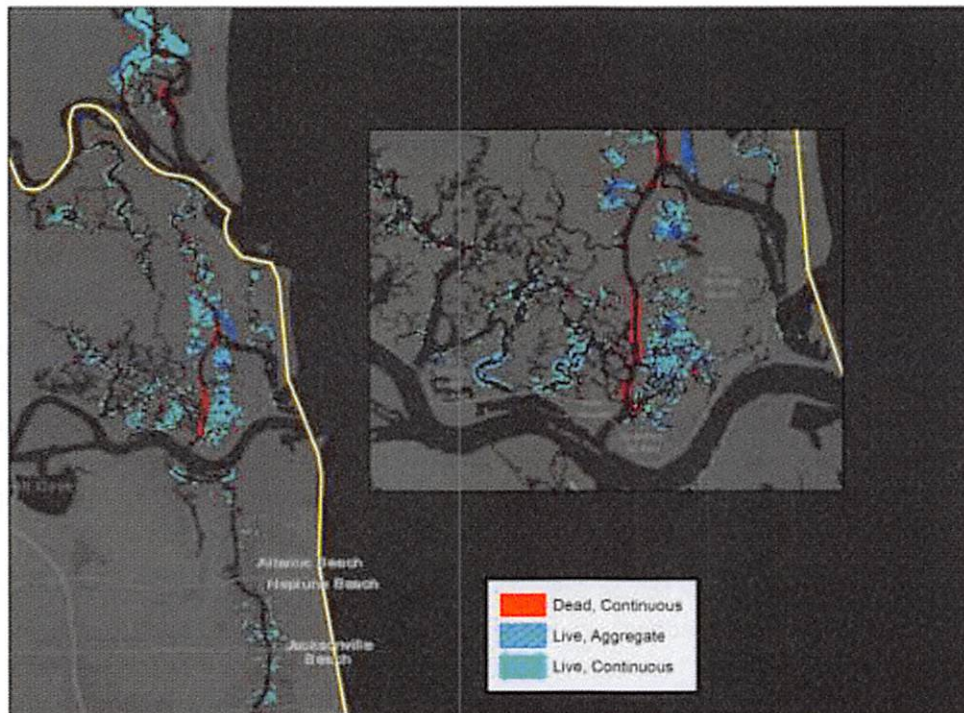 Atlantic Beach
Neptune Beach
Jacksonville
Beach
Dead, Continuous
Live, Aggregate
Live, Continuous